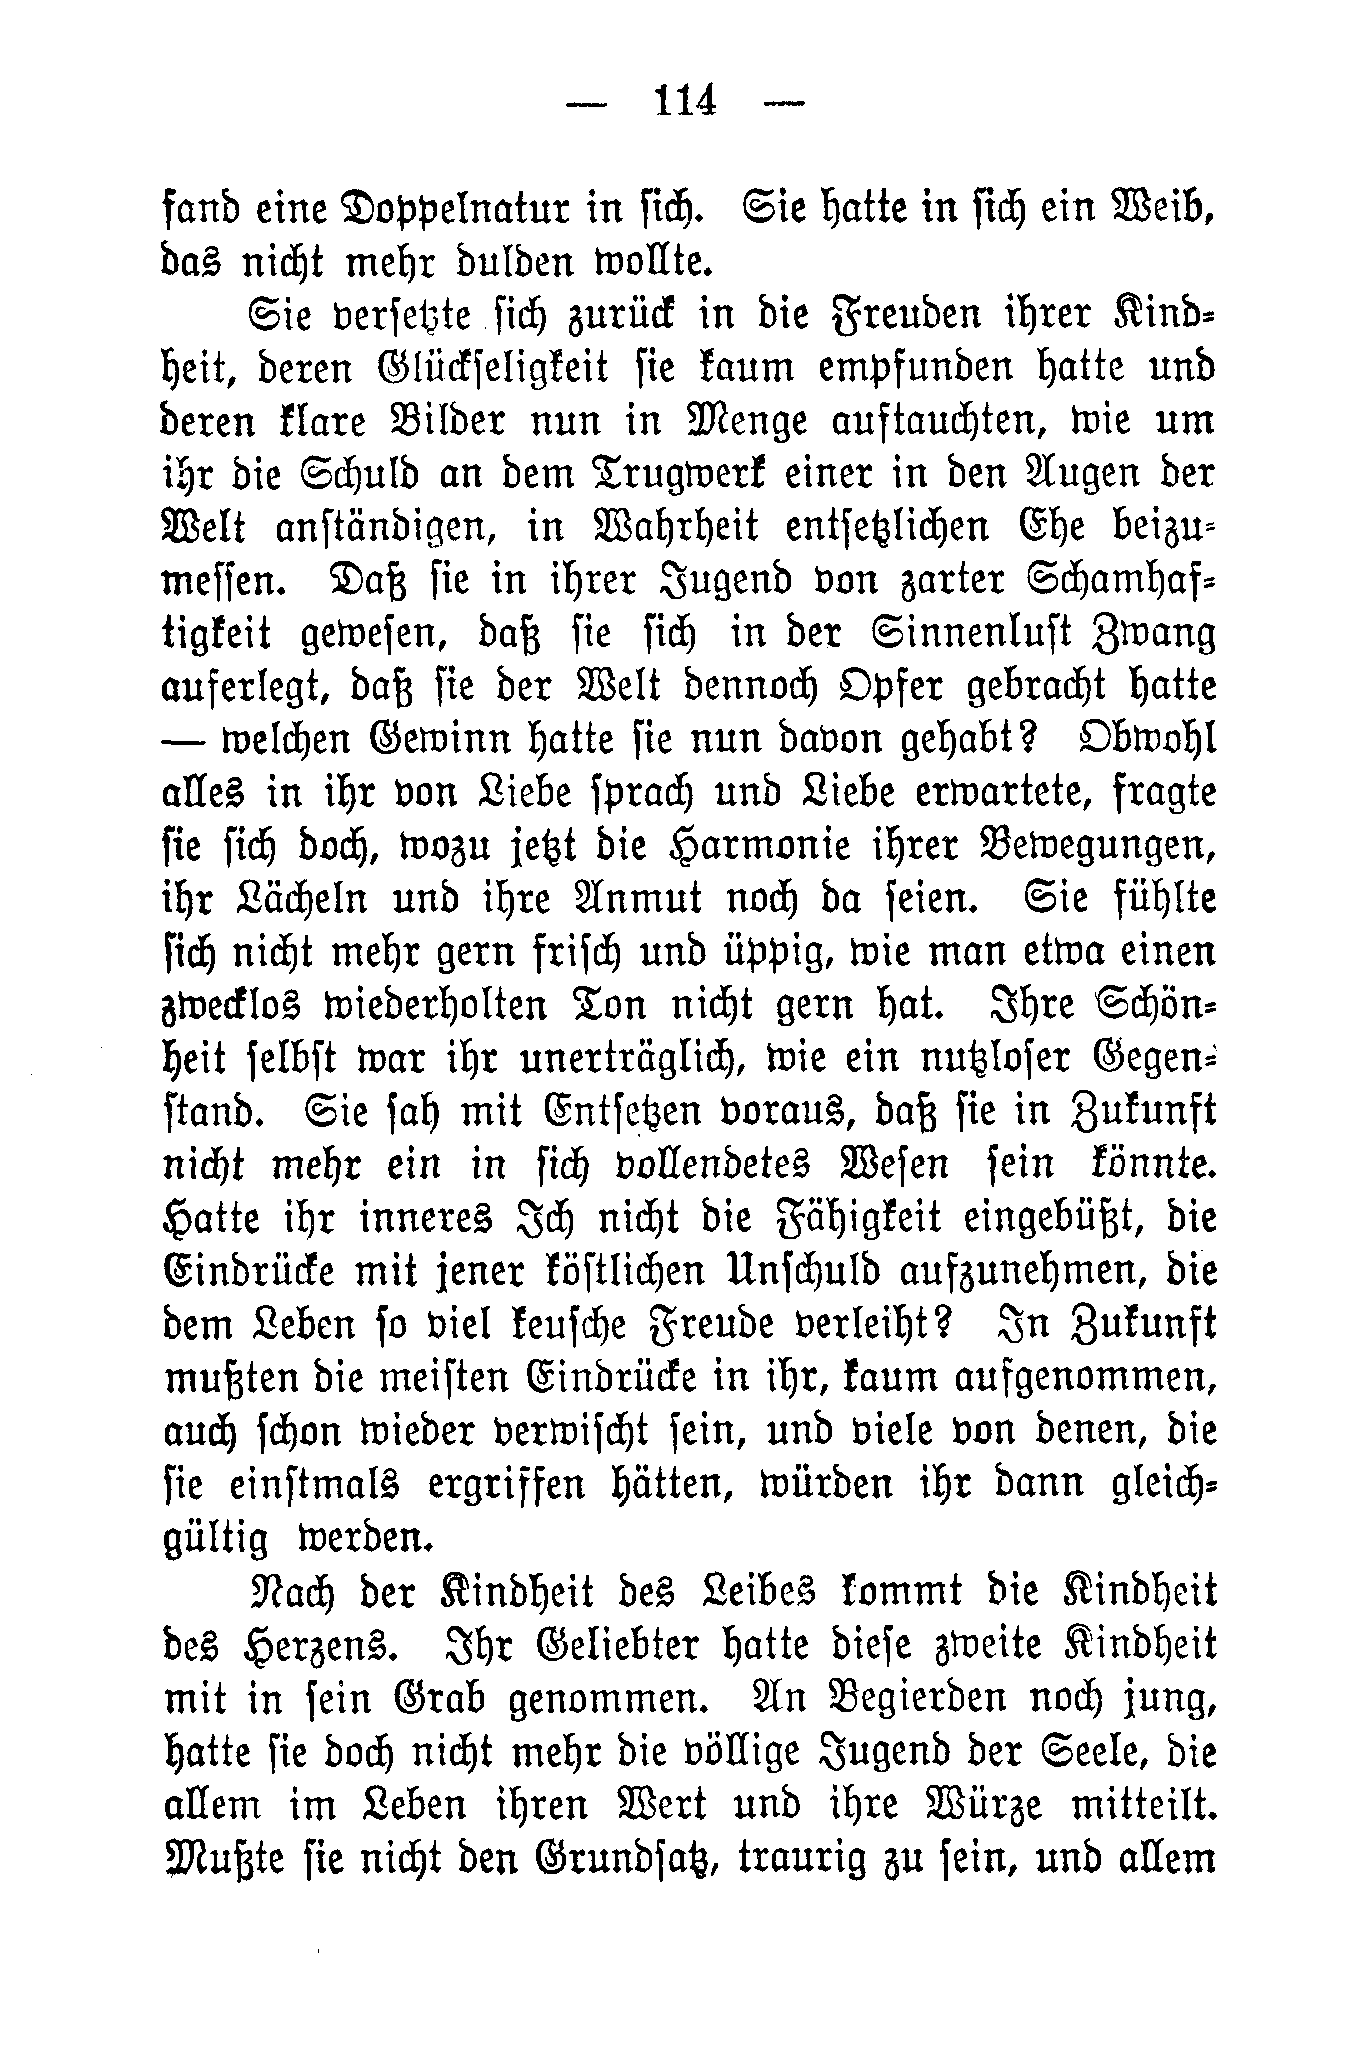 — 114 —
fand eine Doppelnatur in sich. Sie hatte in sich ein Weib,
das nicht mehr dulden wollte.
Sie versetzte sich zurück in die Freuden ihrer Kind-
heit, deren Glückseligkeit sie kaum empfunden hatte und
deren klare Bilder nun in Menge auftauchten, wie um
ihr die Schuld an dem Trugwerk einer in den Augen der
Welt anständigen, in Wahrheit entsetzlichen Ehe beizu-
messen. Daß sie in ihrer Jugend von zarter Schamhaf-
tigkeit gewesen, daß sie sich in der Sinnenlust Zwang
auferlegt, daß sie der Welt dennoch Opfer gebracht hatte
— welchen Gewinn hatte sie nun davon gehabt? Obwohl
alles in ihr von Liebe sprach und Liebe erwartete, fragte
sie sich doch, wozu jetzt die Harmonie ihrer Bewegungen,
ihr Lächeln und ihre Anmut noch da seien. Sie fühlte
sich nicht mehr gern frisch und üppig, wie man etwa einen
zwecklos wiederholten Ton nicht gern hat. Ihre Schön-
heit selbst war ihr unerträglich, wie ein nutzloser Gegen-
stand. Sie sah mit Entsetzen voraus, daß sie in Zukunft
nicht mehr ein in sich vollendetes Wesen sein könnte.
Hatte ihr inneres Ich nicht die Fähigkeit eingebüßt, die
Eindrücke mit jener köstlichen Unschuld aufzunehmen, die
dem Leben so viel keusche Freude verleiht? In Zukunft
mußten die meisten Eindrücke in ihr, kaum aufgenommen,
auch schon wieder verwischt sein, und viele von denen, die
sie einstmals ergriffen hätten, würden ihr dann gleich-
gültig werden.
Nach der Kindheit des Leibes kommt die Kindheit
des Herzens. Ihr Geliebter hatte diese zweite Kindheit
mit in sein Grab genommen. An Begierden noch jung,
hatte sie doch nicht mehr die völlige Jugend der Seele, die
allem im Leben ihren Wert und ihre Würze mitteilt.
Mußte sie nicht den Grundsatz, traurig zu sein, und allem